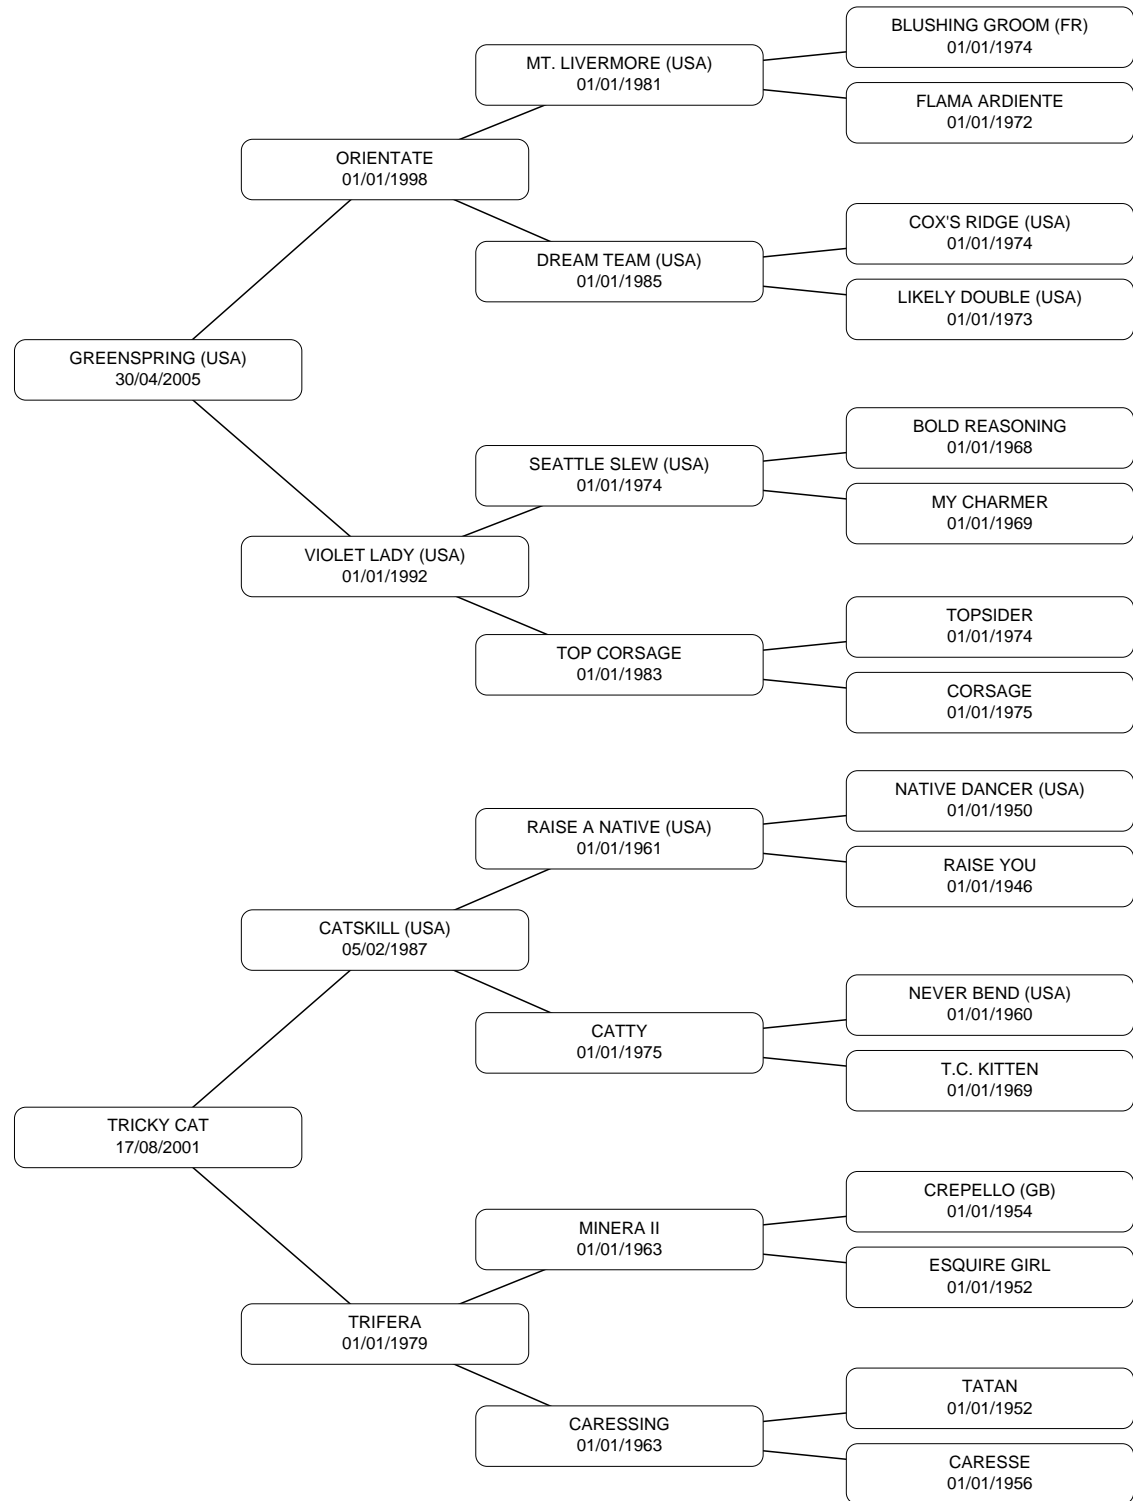 BLUSHING GROOM (FR)
01/01/1974
MT. LIVERMORE (USA)
01/01/1981
FLAMA ARDIENTE
01/01/1972
ORIENTATE
01/01/1998
COX'S RIDGE (USA)
01/01/1974
DREAM TEAM (USA)
01/01/1985
LIKELY DOUBLE (USA)
01/01/1973
GREENSPRING (USA)
30/04/2005
BOLD REASONING
01/01/1968
SEATTLE SLEW (USA)
01/01/1974
MY CHARMER
01/01/1969
VIOLET LADY (USA)
01/01/1992
TOPSIDER
01/01/1974
TOP CORSAGE
01/01/1983
CORSAGE
01/01/1975
NATIVE DANCER (USA)
01/01/1950
RAISE A NATIVE (USA)
01/01/1961
RAISE YOU
01/01/1946
CATSKILL (USA)
05/02/1987
NEVER BEND (USA)
01/01/1960
CATTY
01/01/1975
T.C. KITTEN
01/01/1969
TRICKY CAT
17/08/2001
CREPELLO (GB)
01/01/1954
MINERA II
01/01/1963
ESQUIRE GIRL
01/01/1952
TRIFERA
01/01/1979
TATAN
01/01/1952
CARESSING
01/01/1963
CARESSE
01/01/1956